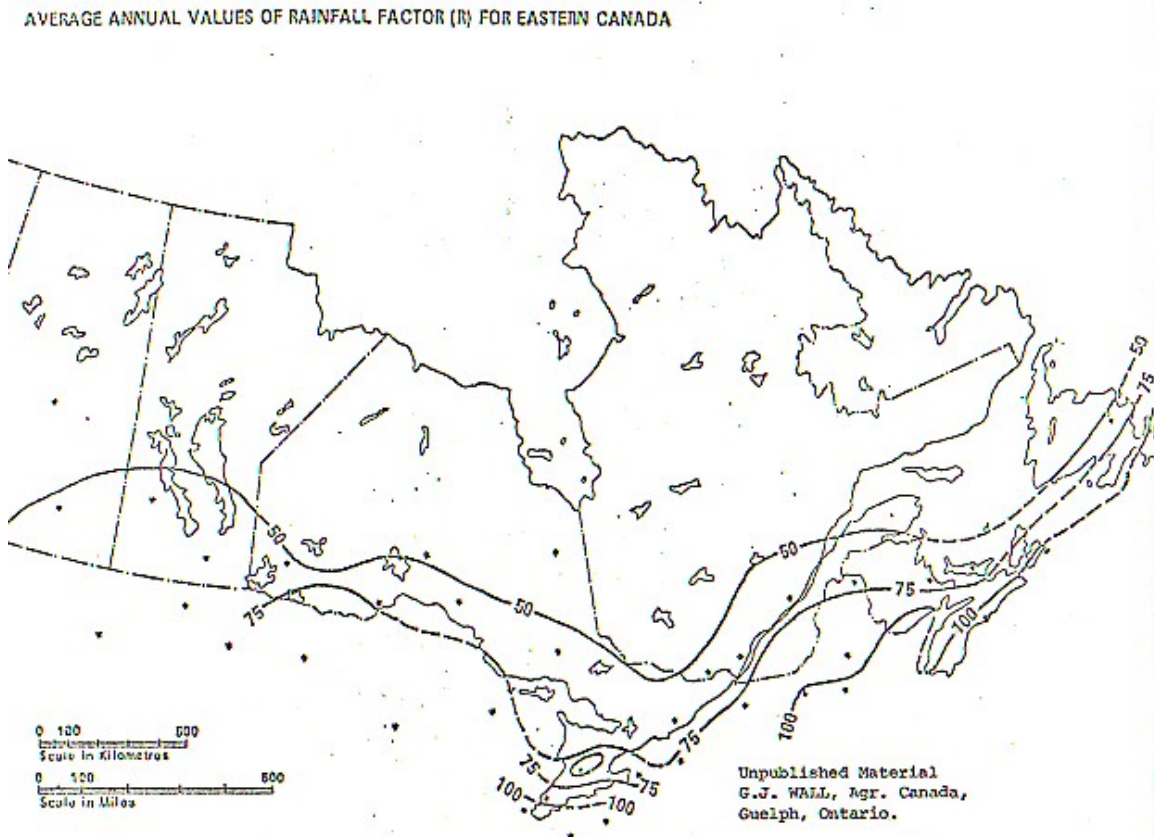 AVERAGE ANNUAL VALUES OF RAINFALL FACTOR (R) FOR EASTERN CANADA
50
75
50
50
50
75
75
100
75
100
75
75
100
100
0 100 500
Scale in Kilometres
0 100 500
Scale in Miles
Unpublished Material
G.J. WALL, Agr. Canada,
Guelph, Ontario.